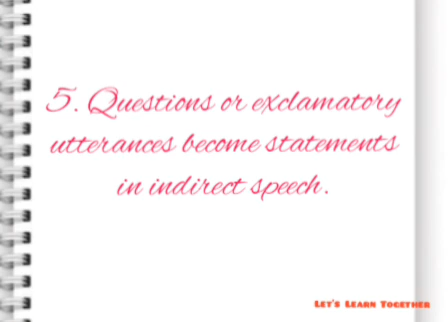 5. Questions or exclamatory
utterances become statements
in indirect speech.
Let's Learn Together